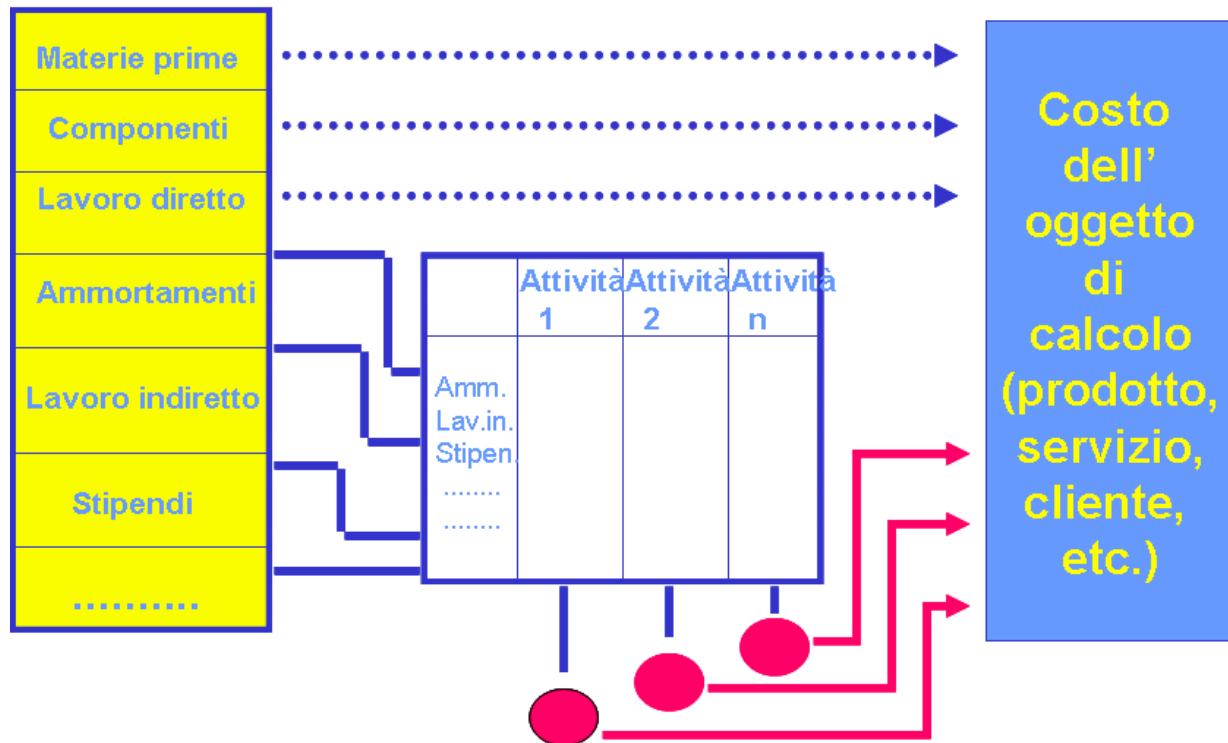 Materie prime
Componenti
Lavoro diretto
Ammortamenti
Lavoro indiretto
Stipendi
..........
Attività Attività Attività
1 2 n
Amm.
Lav.in.
Stipen.
........
........
Costo
dell'
oggetto
di
calcolo
(prodotto,
servizio,
cliente,
etc.)